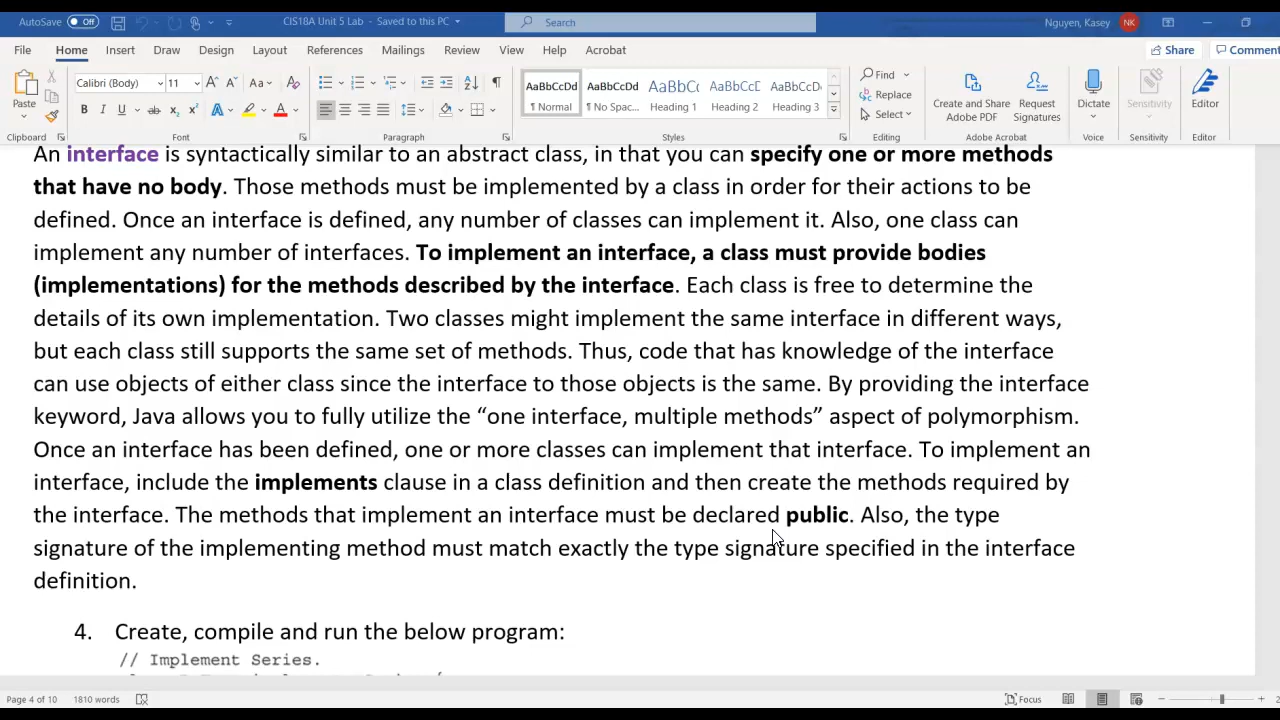 AutoSave Off CIS18A Unit 5 Lab - Saved to this PC Search Nguyen, Kasey NK
File Home Insert Draw Design Layout References Mailings Review View Help Acrobat Share Comment
Paste Calibri (Body) 11 Aa AaBbCcDd AaBbCcDd AaBbC AaBbCcD AaBbCcD Find Replace Select Create and Share Adobe PDF Request Signatures Dictate Sensitivity Editor
B I U ab x₂ x² A A ¶ Normal ¶ No Spac... Heading 1 Heading 2 Heading 3
Clipboard Font Paragraph Styles Editing Adobe Acrobat Voice Sensitivity Editor
An interface is syntactically similar to an abstract class, in that you can specify one or more methods
that have no body. Those methods must be implemented by a class in order for their actions to be
defined. Once an interface is defined, any number of classes can implement it. Also, one class can
implement any number of interfaces. To implement an interface, a class must provide bodies
(implementations) for the methods described by the interface. Each class is free to determine the
details of its own implementation. Two classes might implement the same interface in different ways,
but each class still supports the same set of methods. Thus, code that has knowledge of the interface
can use objects of either class since the interface to those objects is the same. By providing the interface
keyword, Java allows you to fully utilize the “one interface, multiple methods” aspect of polymorphism.
Once an interface has been defined, one or more classes can implement that interface. To implement an
interface, include the implements clause in a class definition and then create the methods required by
the interface. The methods that implement an interface must be declared public. Also, the type
signature of the implementing method must match exactly the type signature specified in the interface
definition.
4. Create, compile and run the below program:
// Implement Series.
Page 4 of 10 1810 words Focus